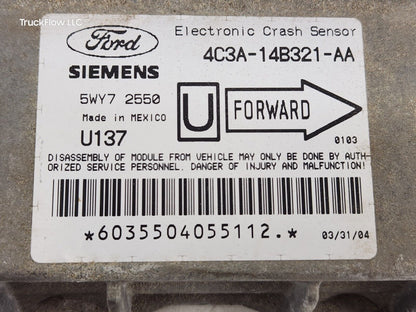 TruckFlow LLC
Ford
Electronic Crash Sensor
4C3A-14B321-AA
SIEMENS
5WY7 2550
Made in MEXICO
U137
U
FORWARD
0103
DISASSEMBLY OF MODULE FROM VEHICLE MAY ONLY BE DONE BY AUTH-
ORIZED SERVICE PERSONNEL. DANGER OF INJURY AND MALFUNCTION!
*6035504055112.*
03/31/04